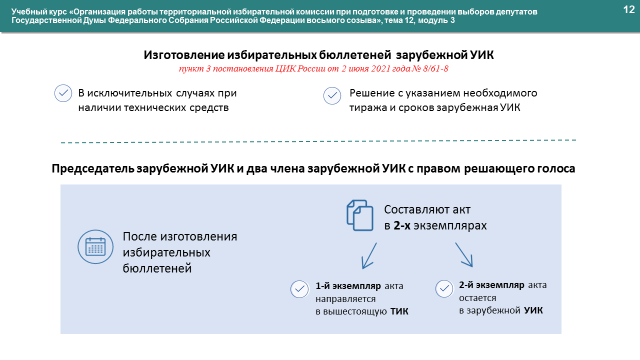 Учебный курс «Организация работы территориальной избирательной комиссии при подготовке и проведении выборов депутатов
Государственной Думы Федерального Собрания Российской Федерации восьмого созыва», тема 12, модуль 3
12
Изготовление избирательных бюллетеней зарубежной УИК
пункт 3 постановления ЦИК России от 2 июня 2021 года № 8/61-8
В исключительных случаях при
наличии технических средств
Решение с указанием необходимого
тиража и сроков зарубежная УИК
Председатель зарубежной УИК и два члена зарубежной УИК с правом решающего голоса
После изготовления
избирательных
бюллетеней
Составляют акт
в 2-х экземплярах
1-й экземпляр акта
направляется
в вышестоящую ТИК
2-й экземпляр акта
остается
в зарубежной УИК